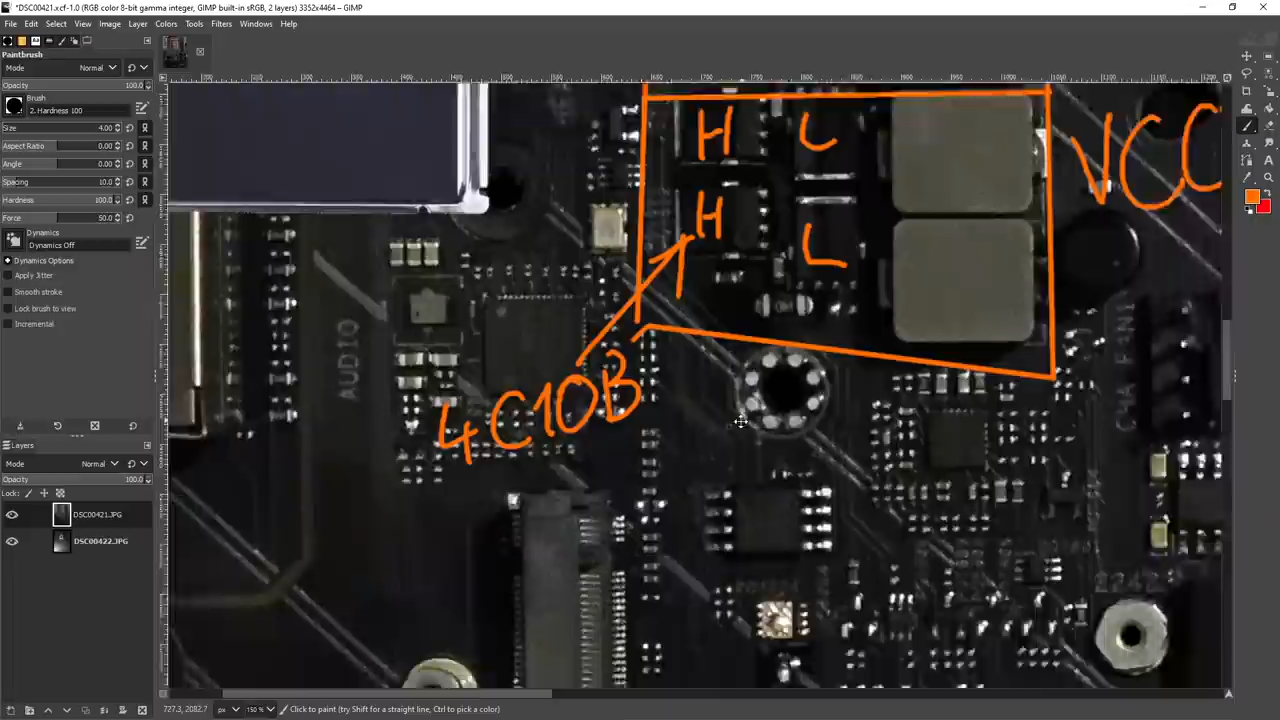 *DSC00421.xcf-1.0 (RGB color 8-bit gamma integer, GIMP built-in sRGB, 2 layers) 3352x4464 – GIMP
File Edit Select View Image Layer Colors Tools Filters Windows Help
Paintbrush
Mode Normal
Opacity 100.0
Brush
2. Hardness 100
Size 4.00
Aspect Ratio 0.00
Angle 0.00
Spacing 10.0
Hardness 100.0
Force 50.0
Dynamics
Dynamics Off
Dynamics Options
Apply Jitter
Smooth stroke
Lock brush to view
Incremental
Layers
Mode Normal
Opacity 100.0
Lock:
DSC00421.JPG
DSC00422.JPG
H L
H
L
VCC
4C10B
AUDIO
CHA_FAN1
2242
727.3, 2082.7 px 150 % Click to paint (try Shift for a straight line, Ctrl to pick a color)